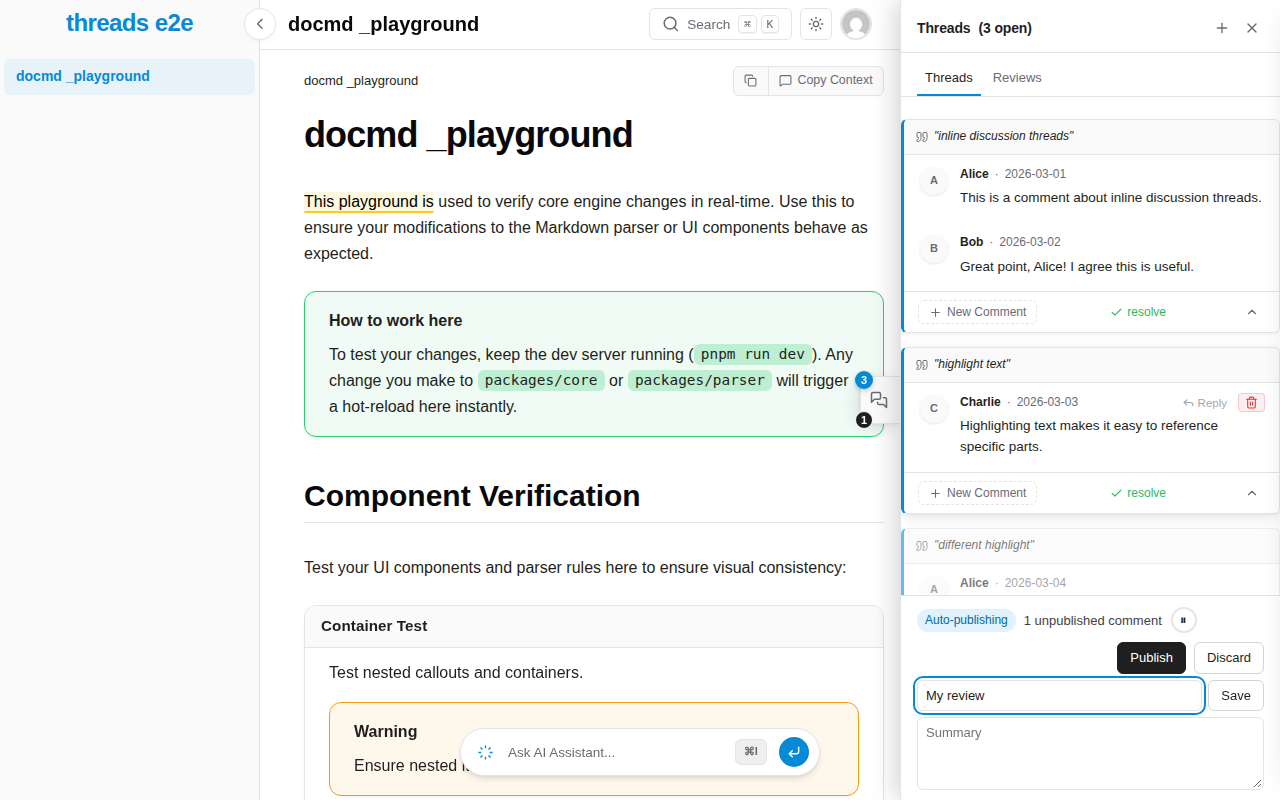 threads e2e
docmd _playground
docmd _playground
Search ⌘ K
docmd _playground
Copy Context
docmd _playground
This playground is used to verify core engine changes in real-time. Use this to
ensure your modifications to the Markdown parser or UI components behave as
expected.
How to work here
To test your changes, keep the dev server running ( pnpm run dev ). Any
change you make to packages/core or packages/parser will trigger
a hot-reload here instantly.
3
1
Component Verification
Test your UI components and parser rules here to ensure visual consistency:
Container Test
Test nested callouts and containers.
Warning
Ensure nested
Ask AI Assistant...
⌘I
Threads (3 open)
Threads
Reviews
"inline discussion threads"
A
Alice · 2026-03-01
This is a comment about inline discussion threads.
B
Bob · 2026-03-02
Great point, Alice! I agree this is useful.
New Comment
resolve
"highlight text"
C
Charlie · 2026-03-03
Reply
Highlighting text makes it easy to reference
specific parts.
New Comment
resolve
"different highlight"
A
Alice · 2026-03-04
Auto-publishing
1 unpublished comment
Publish
Discard
My review
Save
Summary